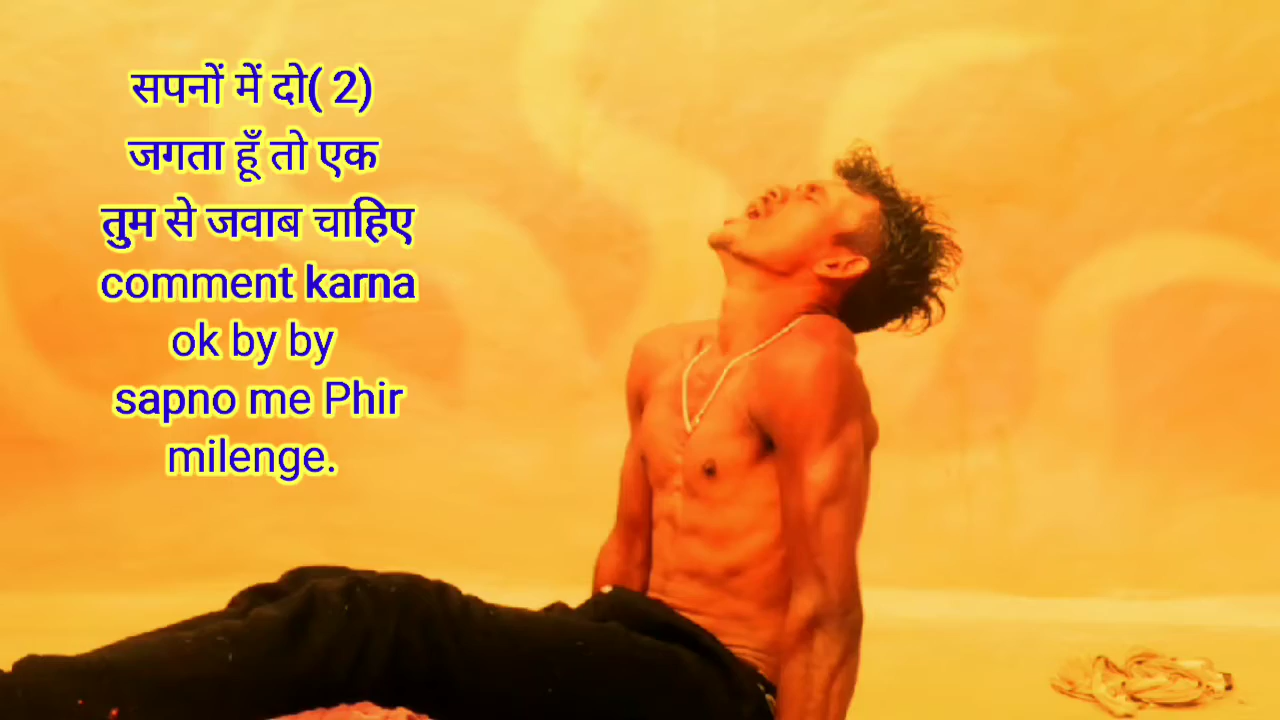 सपनों में दो( 2)
जगता हूँ तो एक
तुम से जवाब चाहिए
comment karna
ok by by
sapno me Phir
milenge.